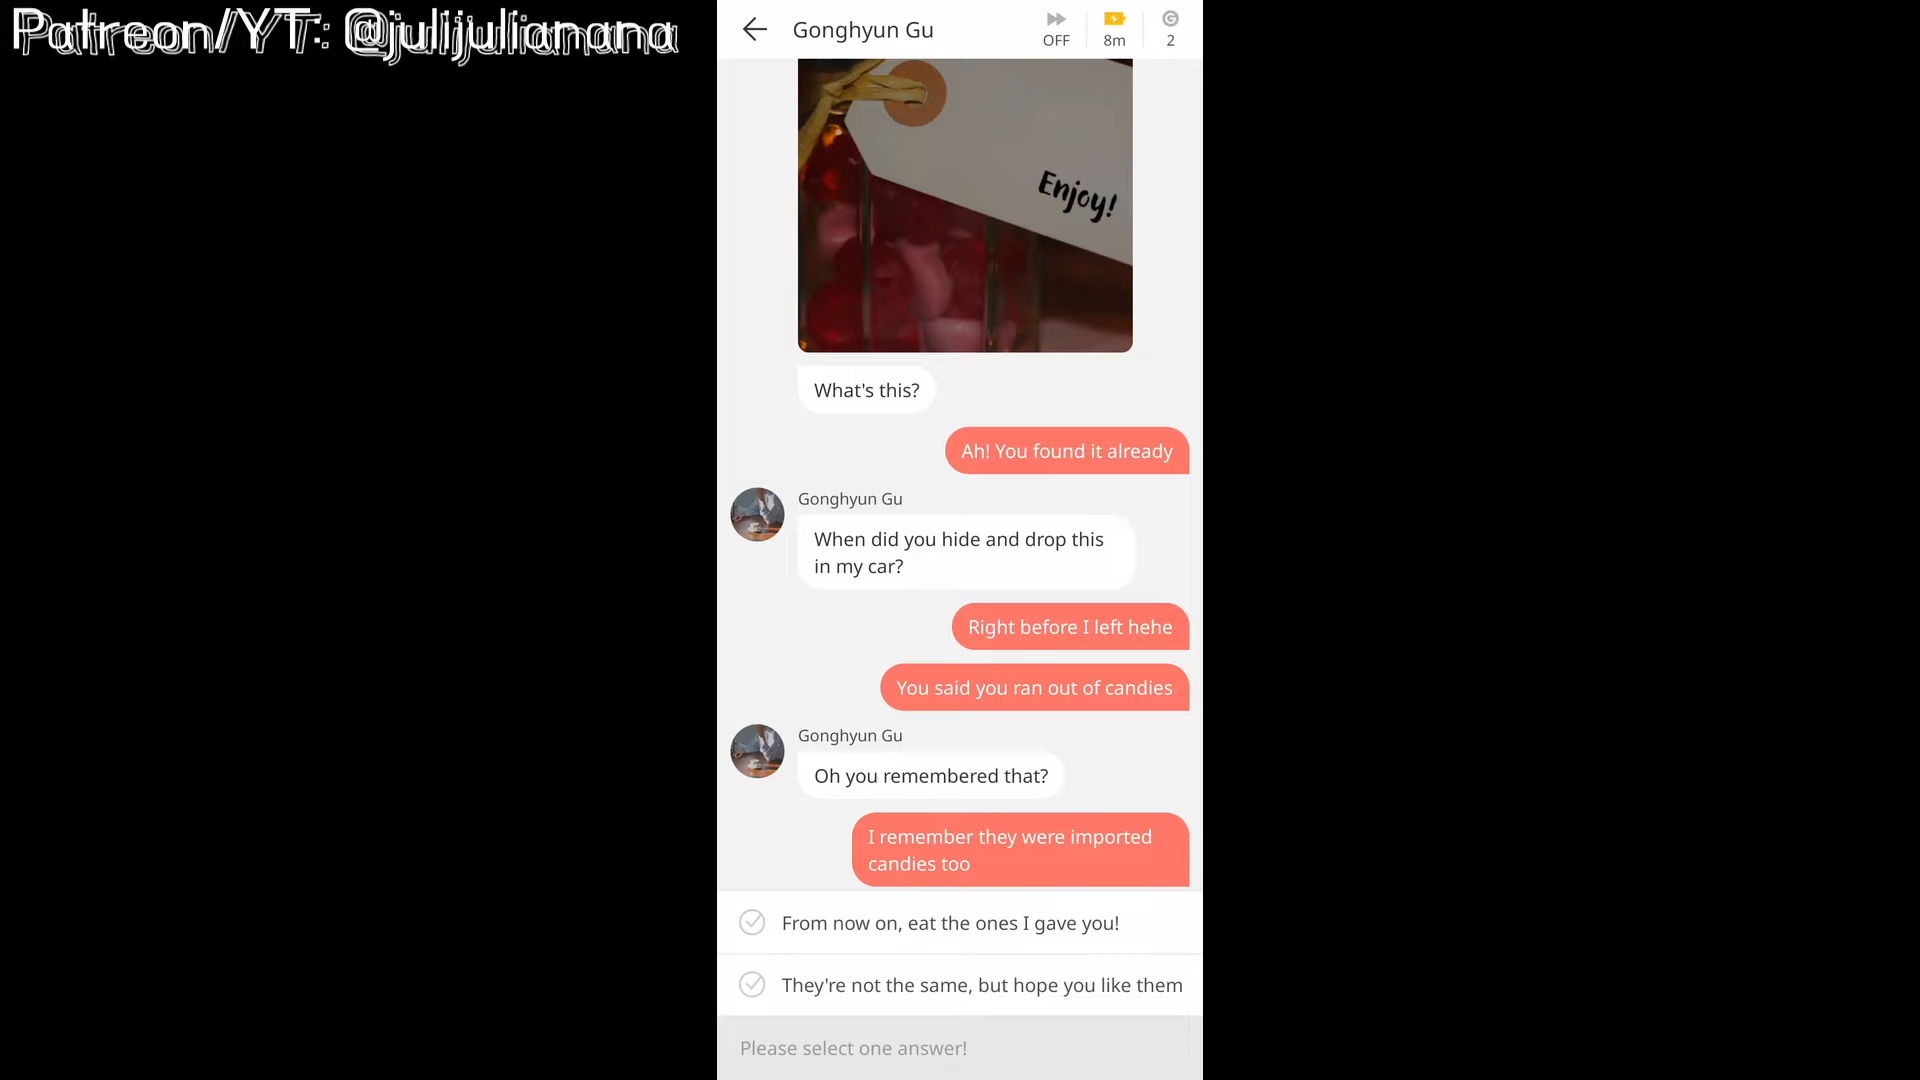 Patreon/YT: @julijulianana
Gonghyun Gu
OFF
8m
2
Enjoy!
What's this?
Ah! You found it already
Gonghyun Gu
When did you hide and drop this
in my car?
Right before I left hehe
You said you ran out of candies
Gonghyun Gu
Oh you remembered that?
I remember they were imported
candies too
From now on, eat the ones I gave you!
They're not the same, but hope you like them
Please select one answer!